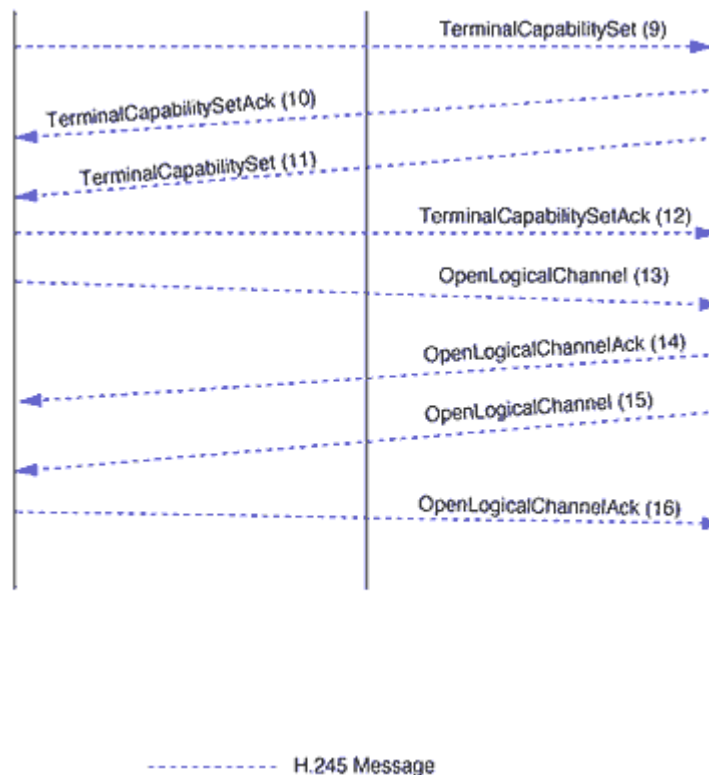 TerminalCapabilitySet (9)
TerminalCapabilitySetAck (10)
TerminalCapabilitySet (11)
TerminalCapabilitySetAck (12)
OpenLogicalChannel (13)
OpenLogicalChannelAck (14)
OpenLogicalChannel (15)
OpenLogicalChannelAck (16)
H.245 Message